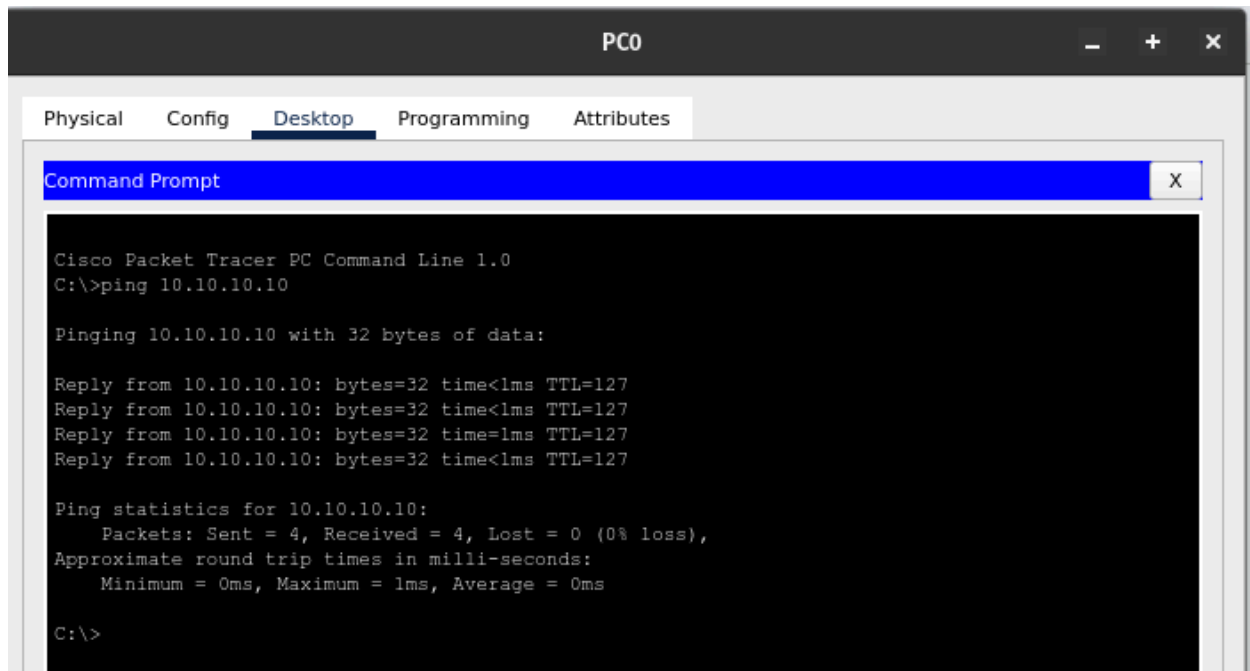 PC0
Physical Config Desktop Programming Attributes
Command Prompt X
Cisco Packet Tracer PC Command Line 1.0
C:\>ping 10.10.10.10
Pinging 10.10.10.10 with 32 bytes of data:
Reply from 10.10.10.10: bytes=32 time<1ms TTL=127
Reply from 10.10.10.10: bytes=32 time<1ms TTL=127
Reply from 10.10.10.10: bytes=32 time=1ms TTL=127
Reply from 10.10.10.10: bytes=32 time<1ms TTL=127
Ping statistics for 10.10.10.10:
Packets: Sent = 4, Received = 4, Lost = 0 (0% loss),
Approximate round trip times in milli-seconds:
Minimum = 0ms, Maximum = 1ms, Average = 0ms
C:\>